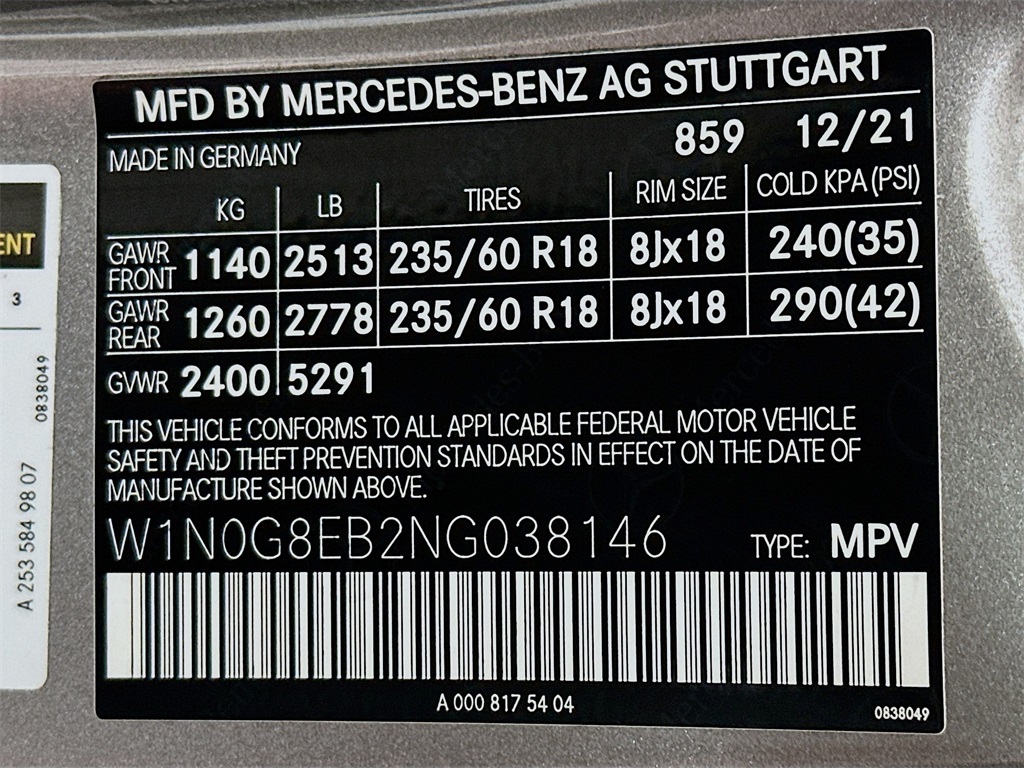 MFD BY MERCEDES-BENZ AG STUTTGART
859 12/21
MADE IN GERMANY
KG LB TIRES RIM SIZE COLD KPA (PSI)
GAWR FRONT 1140 2513 235/60 R18 8Jx18 240(35)
GAWR REAR 1260 2778 235/60 R18 8Jx18 290(42)
GVWR 2400 5291
THIS VEHICLE CONFORMS TO ALL APPLICABLE FEDERAL MOTOR VEHICLE
SAFETY AND THEFT PREVENTION STANDARDS IN EFFECT ON THE DATE OF
MANUFACTURE SHOWN ABOVE.
W1N0G8EB2NG038146 TYPE: MPV
A 000 817 54 04
0838049
ENT
3
0838049
A 253 584 98 07